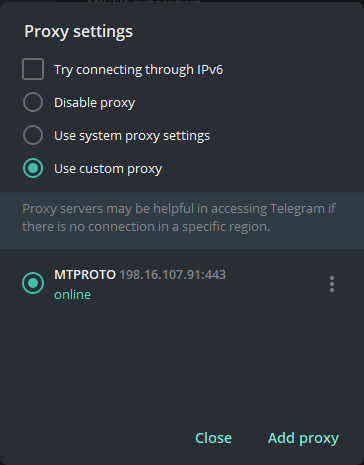 Proxy settings
Try connecting through IPv6
Disable proxy
Use system proxy settings
Use custom proxy
Proxy servers may be helpful in accessing Telegram if
there is no connection in a specific region.
MTPROTO 198.16.107.91:443
online
Close
Add proxy